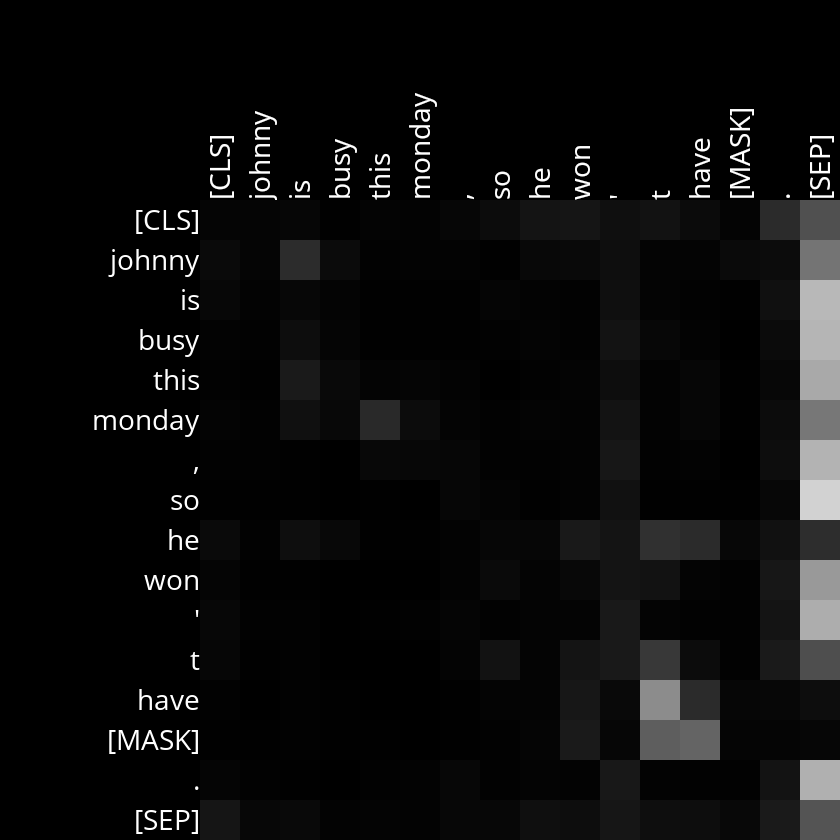 [CLS] johnny is busy this monday , so he won ' t have [MASK] . [SEP]
[CLS]
johnny
is
busy
this
monday
,
so
he
won
'
t
have
[MASK]
.
[SEP]